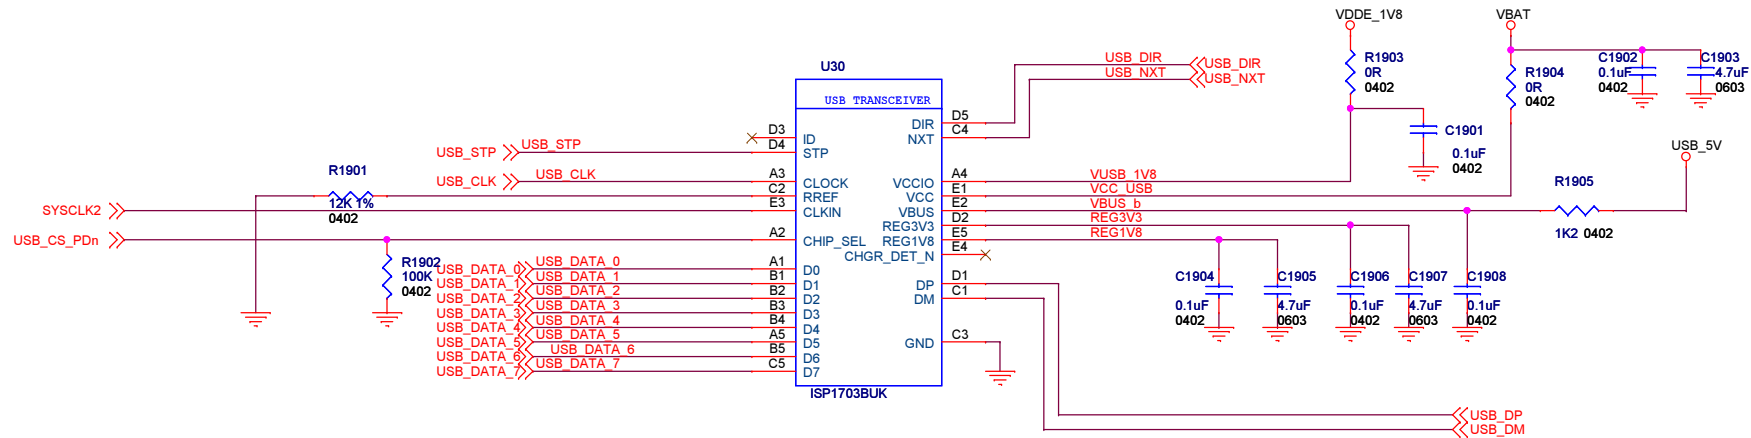 VDDE_1V8
VBAT
U30
USB TRANSCEIVER
USB_DIR
USB_DIR
USB_NXT
USB_NXT
R1903
0R
0402
R1904
0R
0402
C1902
0.1uF
0402
C1903
4.7uF
0603
D3
ID
D4
STP
USB_STP
USB_STP
D5
DIR
C4
NXT
C1901
0.1uF
0402
USB_5V
R1901
12K 1%
0402
USB_CLK
USB_CLK
A3
CLOCK
C2
RREF
E3
CLKIN
SYSCLK2
USB_CS_PDn
A2
CHIP_SEL
A4
VCCIO
VUSB_1V8
E1
VCC
VCC_USB
E2
VBUS
VBUS_b
D2
REG3V3
REG3V3
E5
REG1V8
REG1V8
E4
CHGR_DET_N
R1905
1K2 0402
R1902
100K
0402
USB_DATA_0
USB_DATA_0
A1
D0
USB_DATA_1
USB_DATA_1
B1
D1
USB_DATA_2
USB_DATA_2
B2
D2
USB_DATA_3
USB_DATA_3
B3
D3
USB_DATA_4
USB_DATA_4
B4
D4
USB_DATA_5
USB_DATA_5
A5
D5
USB_DATA_6
USB_DATA_6
B5
D6
USB_DATA_7
USB_DATA_7
C5
D7
D1
DP
C1
DM
C3
GND
C1904
0.1uF
0402
C1905
4.7uF
0603
C1906
0.1uF
0402
C1907
4.7uF
0603
C1908
0.1uF
0402
ISP1703BUK
USB_DP
USB_DM